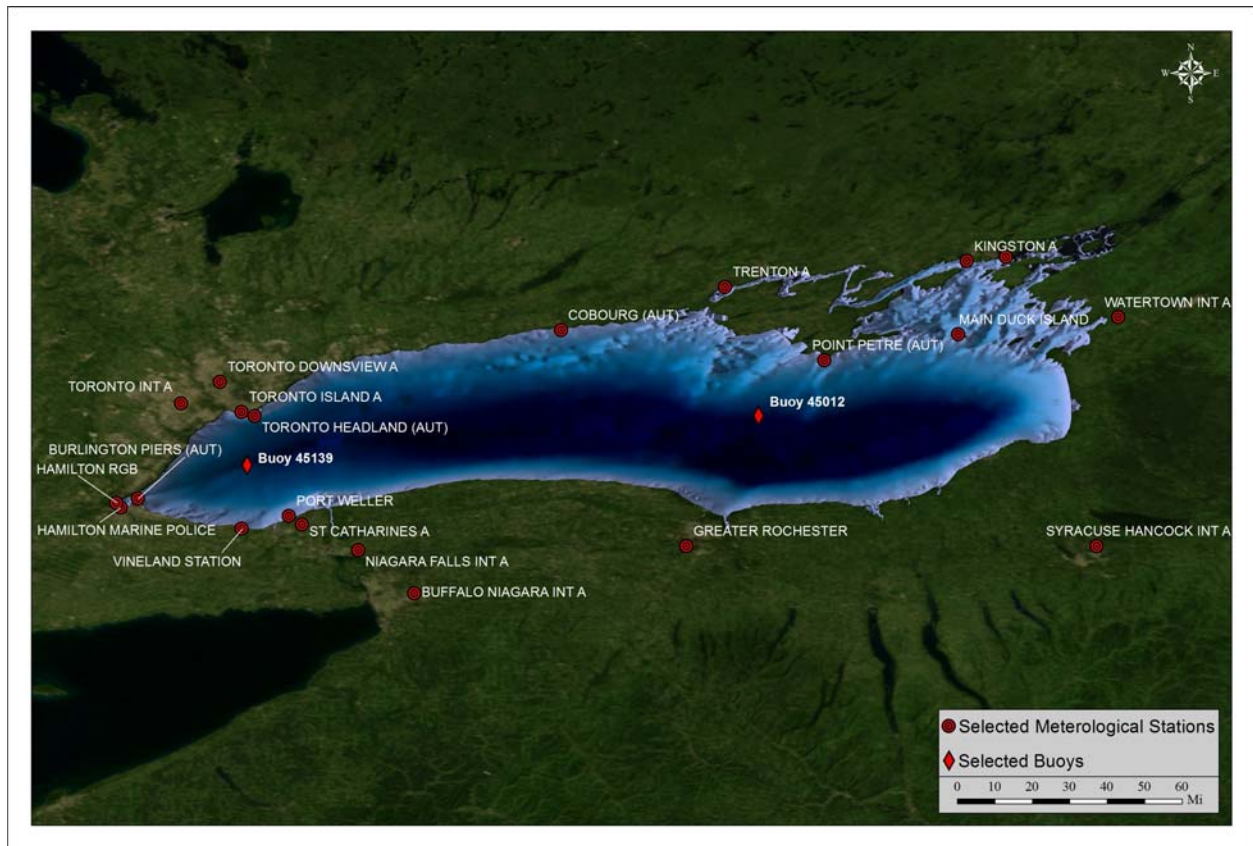 N
W E
S
KINGSTON A
TRENTON A
WATERTOWN INT A
COBOURG (AUT)
MAIN DUCK ISLAND
POINT PETRE (AUT)
TORONTO DOWNSVIEW A
TORONTO INT A
TORONTO ISLAND A
Buoy 45012
TORONTO HEADLAND (AUT)
BURLINGTON PIERS (AUT)
Buoy 45139
HAMILTON RGB
PORT WELLER
HAMILTON MARINE POLICE
ST CATHARINES A
GREATER ROCHESTER
SYRACUSE HANCOCK INT A
VINELAND STATION
NIAGARA FALLS INT A
BUFFALO NIAGARA INT A
Selected Meterological Stations
Selected Buoys
0 10 20 30 40 50 60
Mi